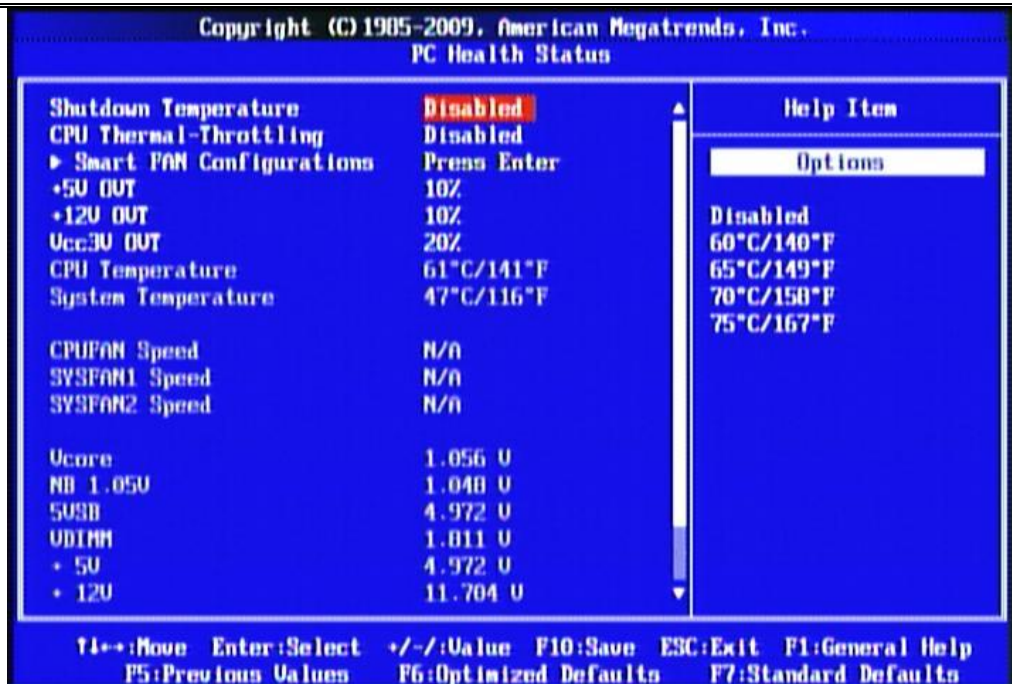 Copyright (C)1985-2009, American Megatrends, Inc.
PC Health Status
Shutdown Temperature Disabled
CPU Thermal-Throttling Disabled
► Smart FAN Configurations Press Enter
+5V OUT 10%
+12V OUT 10%
Vcc3V OUT 20%
CPU Temperature 61°C/141°F
System Temperature 47°C/116°F
CPUFAN Speed N/A
SYSFAN1 Speed N/A
SYSFAN2 Speed N/A
Vcore 1.056 V
NB 1.05V 1.048 V
5VSB 4.972 V
VDIMM 1.811 V
+ 5V 4.972 V
+ 12V 11.704 V
Help Item
Options
Disabled
60°C/140°F
65°C/149°F
70°C/158°F
75°C/167°F
↑↓←→:Move Enter:Select +/-/:Value F10:Save ESC:Exit F1:General Help
F5:Previous Values F6:Optimized Defaults F7:Standard Defaults